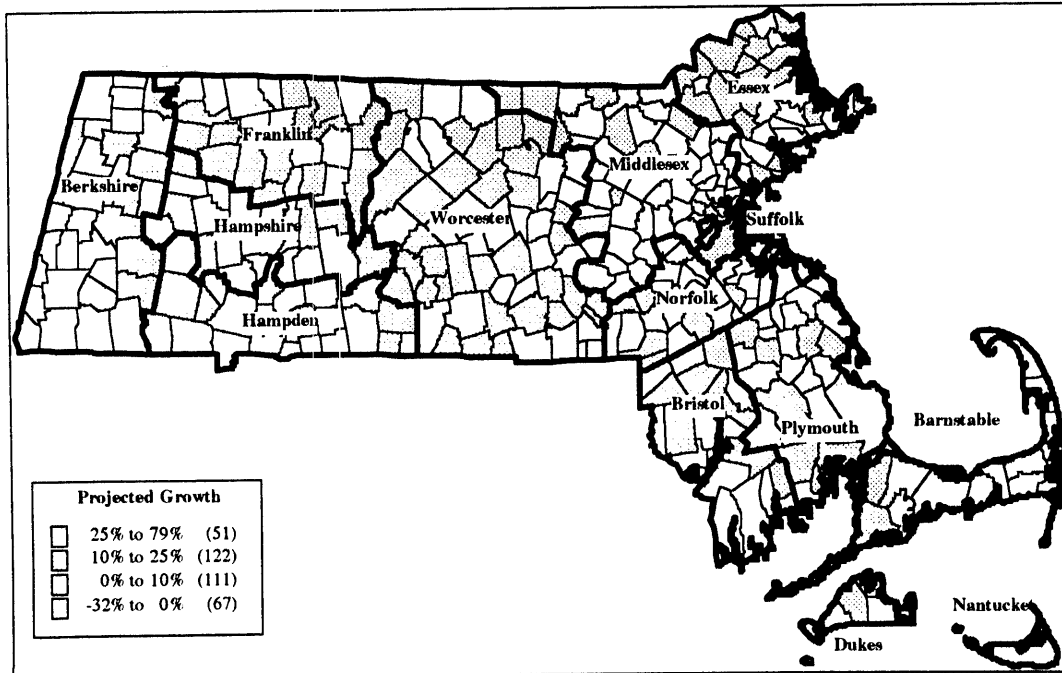 Essex
Franklin
Middlesex
Berkshire
Hampshire
Worcester
Suffolk
Norfolk
Hampden
Bristol
Plymouth
Barnstable
Projected Growth
25% to 79% (51)
10% to 25% (122)
0% to 10% (111)
-32% to 0% (67)
Nantucket
Dukes